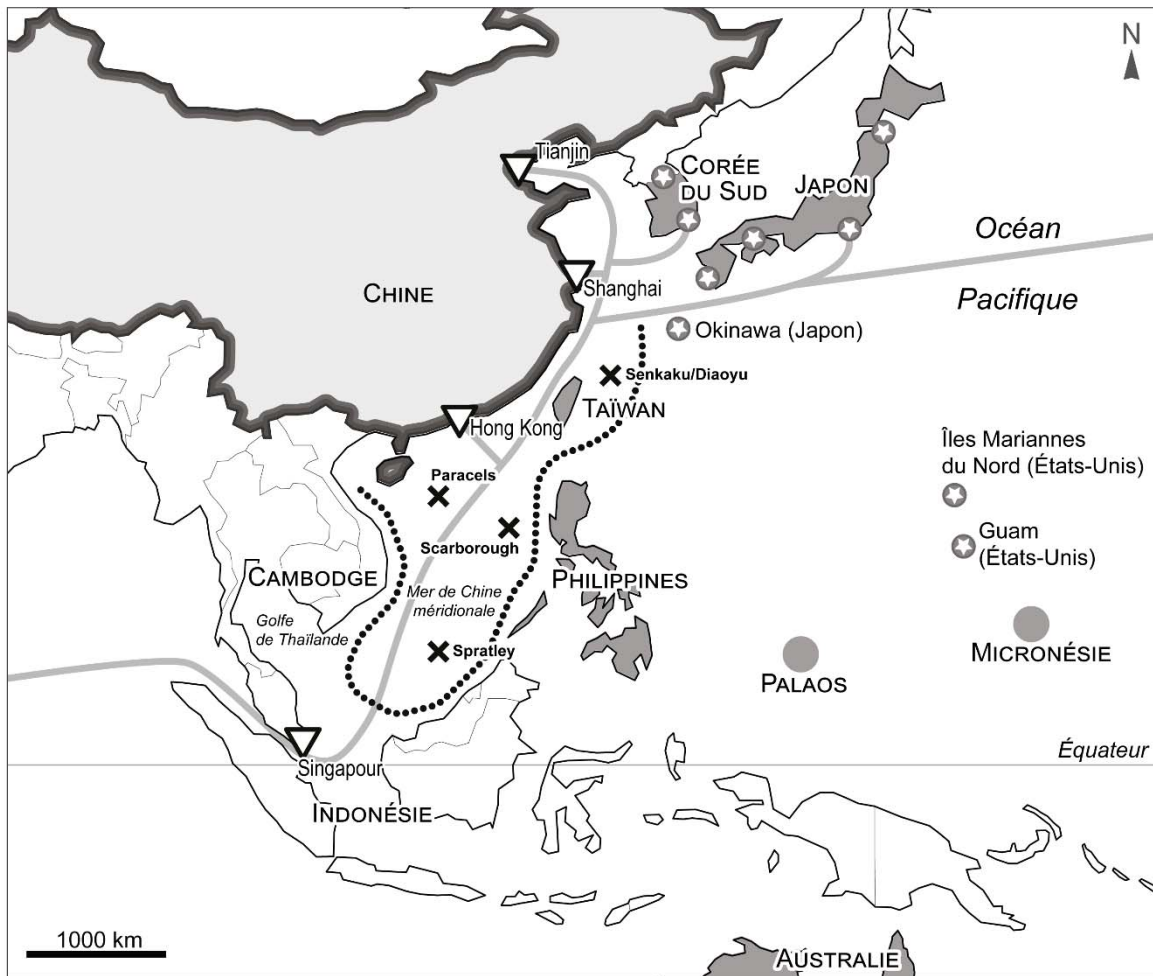 N
Tianjin
CORÉE
DU SUD
JAPON
Océan
Pacifique
CHINE
Shanghai
Okinawa (Japon)
Senkaku/Diaoyu
TAÏWAN
Hong Kong
Îles Mariannes
du Nord (États-Unis)
Paracels
Scarborough
Guam
(États-Unis)
CAMBODGE
Mer de Chine
méridionale
PHILIPPINES
Golfe
de Thaïlande
Spratley
MICRONÉSIE
PALAOS
Équateur
Singapour
INDONÉSIE
1000 km
AUSTRALIE